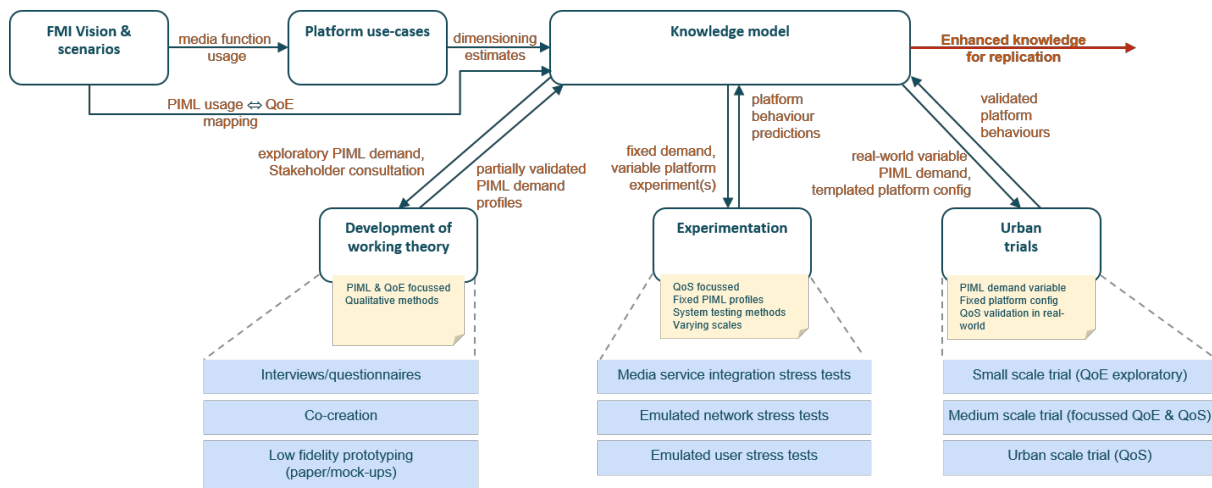 FMI Vision &
scenarios
media function
usage
Platform use-cases
dimensioning
estimates
Knowledge model
Enhanced knowledge
for replication
PIML usage ⇔ QoE
mapping
exploratory PIML demand,
Stakeholder consultation
partially validated
PIML demand
profiles
fixed demand,
variable platform
experiment(s)
platform
behaviour
predictions
real-world variable
PIML demand,
templated platform config
validated
platform
behaviours
Development of
working theory
PIML & QoE focussed
Qualitative methods
Interviews/questionnaires
Co-creation
Low fidelity prototyping
(paper/mock-ups)
Experimentation
QoS focussed
Fixed PIML profiles
System testing methods
Varying scales
Media service integration stress tests
Emulated network stress tests
Emulated user stress tests
Urban
trials
PIML demand variable
Fixed platform config
QoS validation in real-
world
Small scale trial (QoE exploratory)
Medium scale trial (focussed QoE & QoS)
Urban scale trial (QoS)